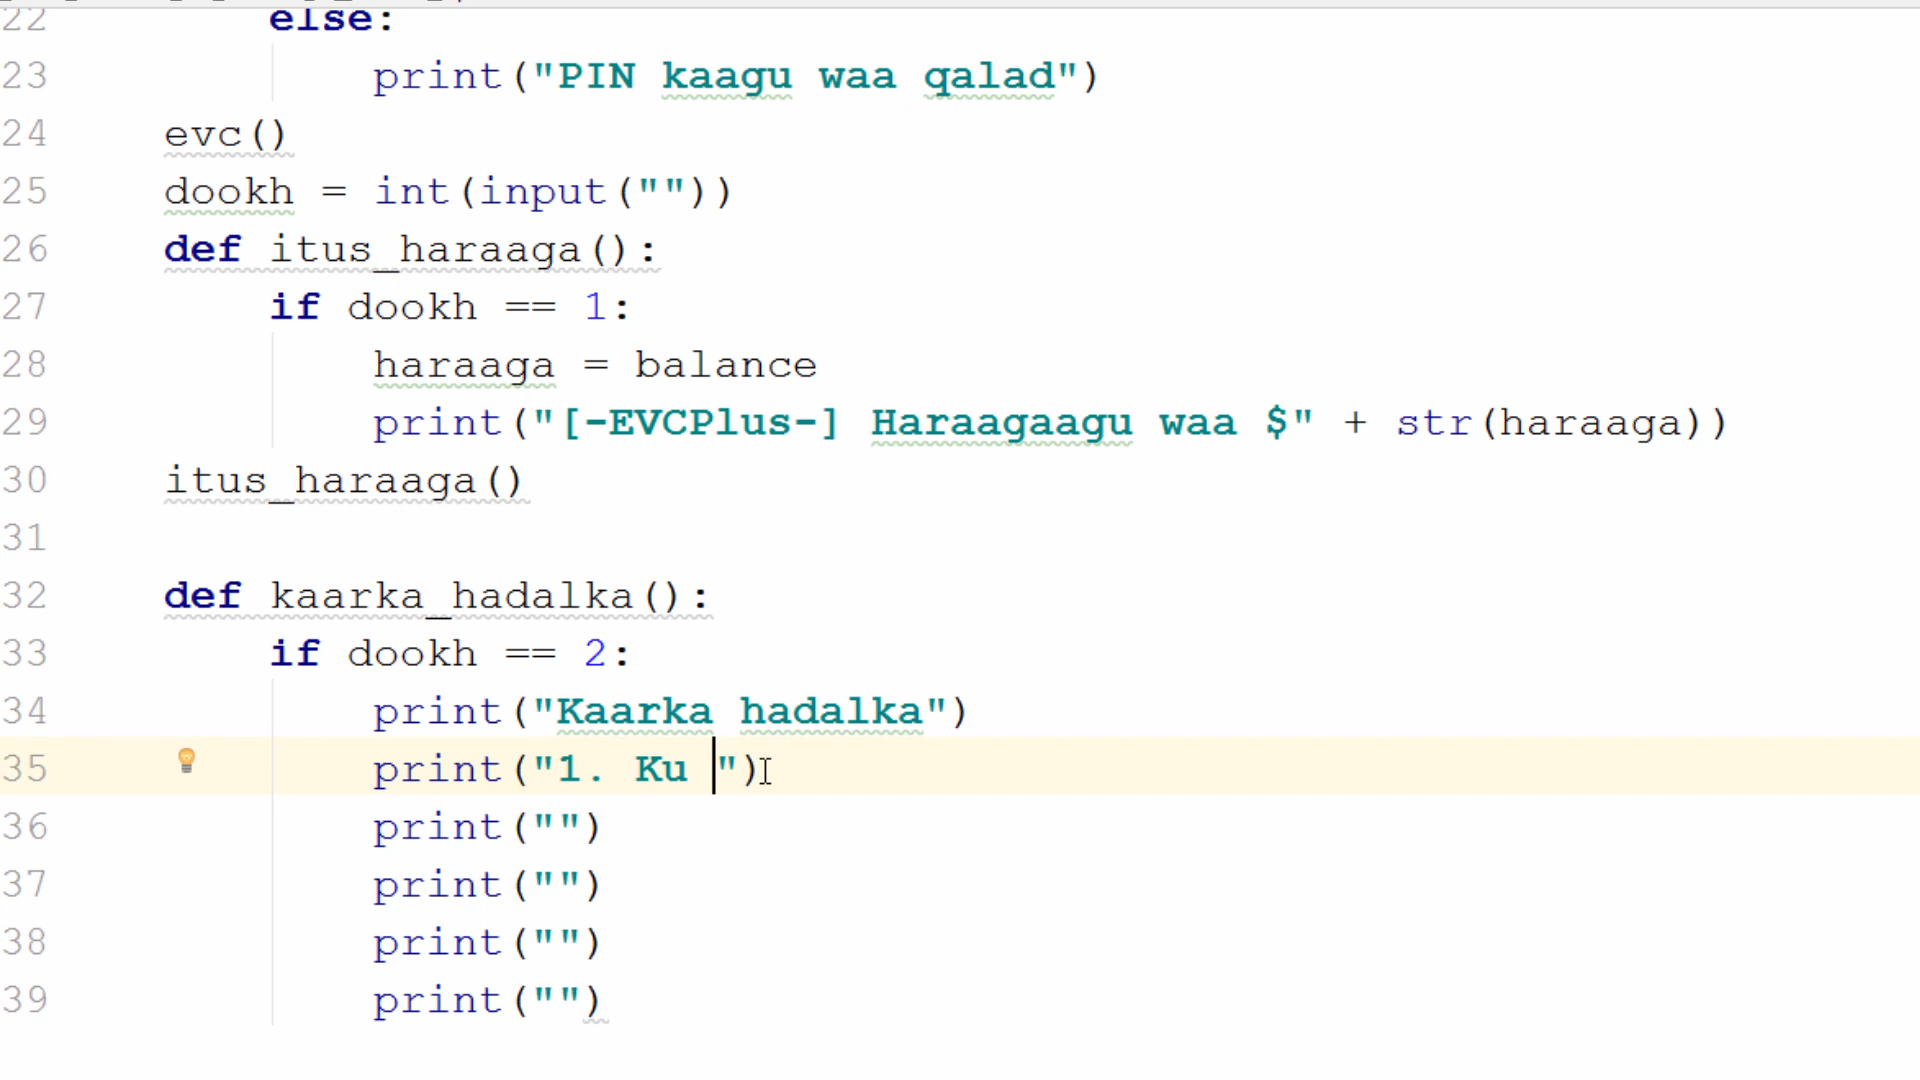 22 else:
23 print("PIN kaagu waa qalad")
24 evc()
25 dookh = int(input(""))
26 def itus_haraaga():
27 if dookh == 1:
28 haraaga = balance
29 print("[-EVCPlus-] Haraagaagu waa $" + str(haraaga))
30 itus_haraaga()
31
32 def kaarka_hadalka():
33 if dookh == 2:
34 print("Kaarka hadalka")
35 print("1. Ku ")
36 print("")
37 print("")
38 print("")
39 print("")